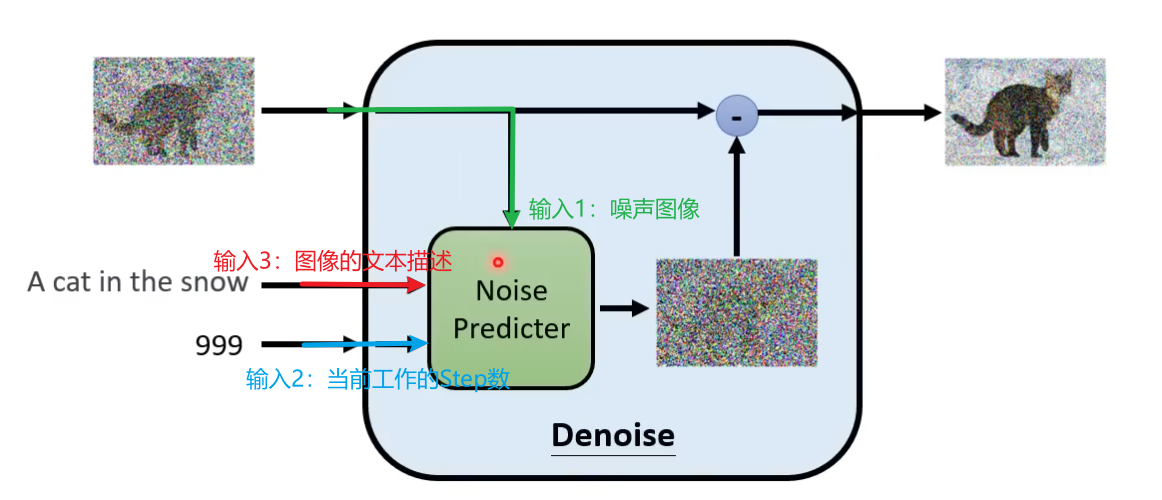 -
输入1：噪声图像
输入3：图像的文本描述
A cat in the snow
Noise
Predicter
999
输入2：当前工作的Step数
Denoise